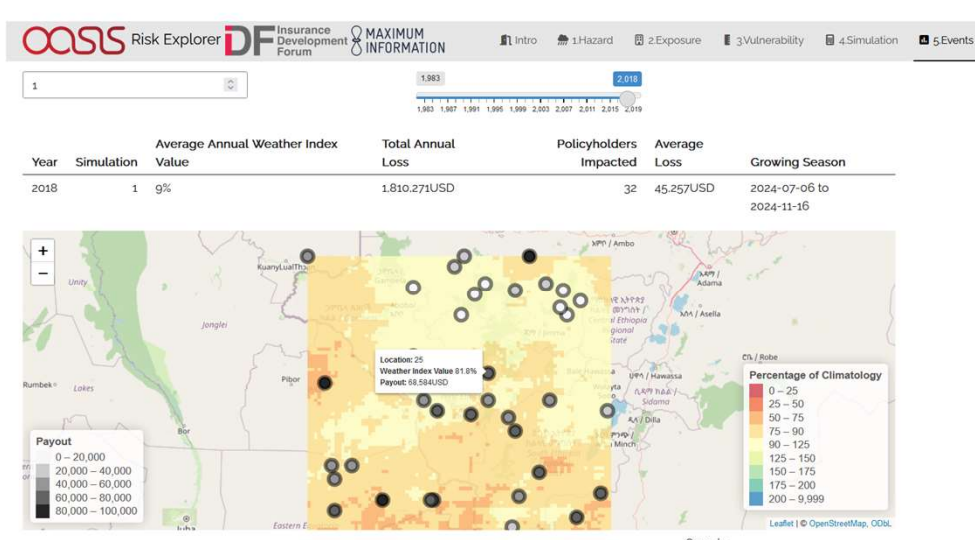 OASIS Risk Explorer IDF Insurance Development Forum MAXIMUM INFORMATION
Intro 1.Hazard 2.Exposure 3.Vulnerability 4.Simulation 5.Events
1
1,983 2,018
1,983 1,987 1,991 1,995 1,999 2,003 2,007 2,011 2,015 2,019
Year Simulation Average Annual Weather Index Value Total Annual Loss Policyholders Impacted Average Loss Growing Season
2018 1 9% 1,810,271USD 32 45,257USD 2024-07-06 to
2024-11-16
+
−
Unity
KuanyLualTh
Jonglei
Pibor
Rumbek
Lakes
Bor
Eastern E
Juba
/ Ambo
Adama
/ Asella
/ Robe
/ Hawassa
Sidama
/ Dilla
Location: 25
Weather Index Value 81.8%
Payout: 68,584USD
Payout
0 – 20,000
20,000 – 40,000
40,000 – 60,000
60,000 – 80,000
80,000 – 100,000
Percentage of Climatology
0 – 25
25 – 50
50 – 75
75 – 90
90 – 125
125 – 150
150 – 175
175 – 200
200 – 9,999
Leaflet | © OpenStreetMap, ODbL